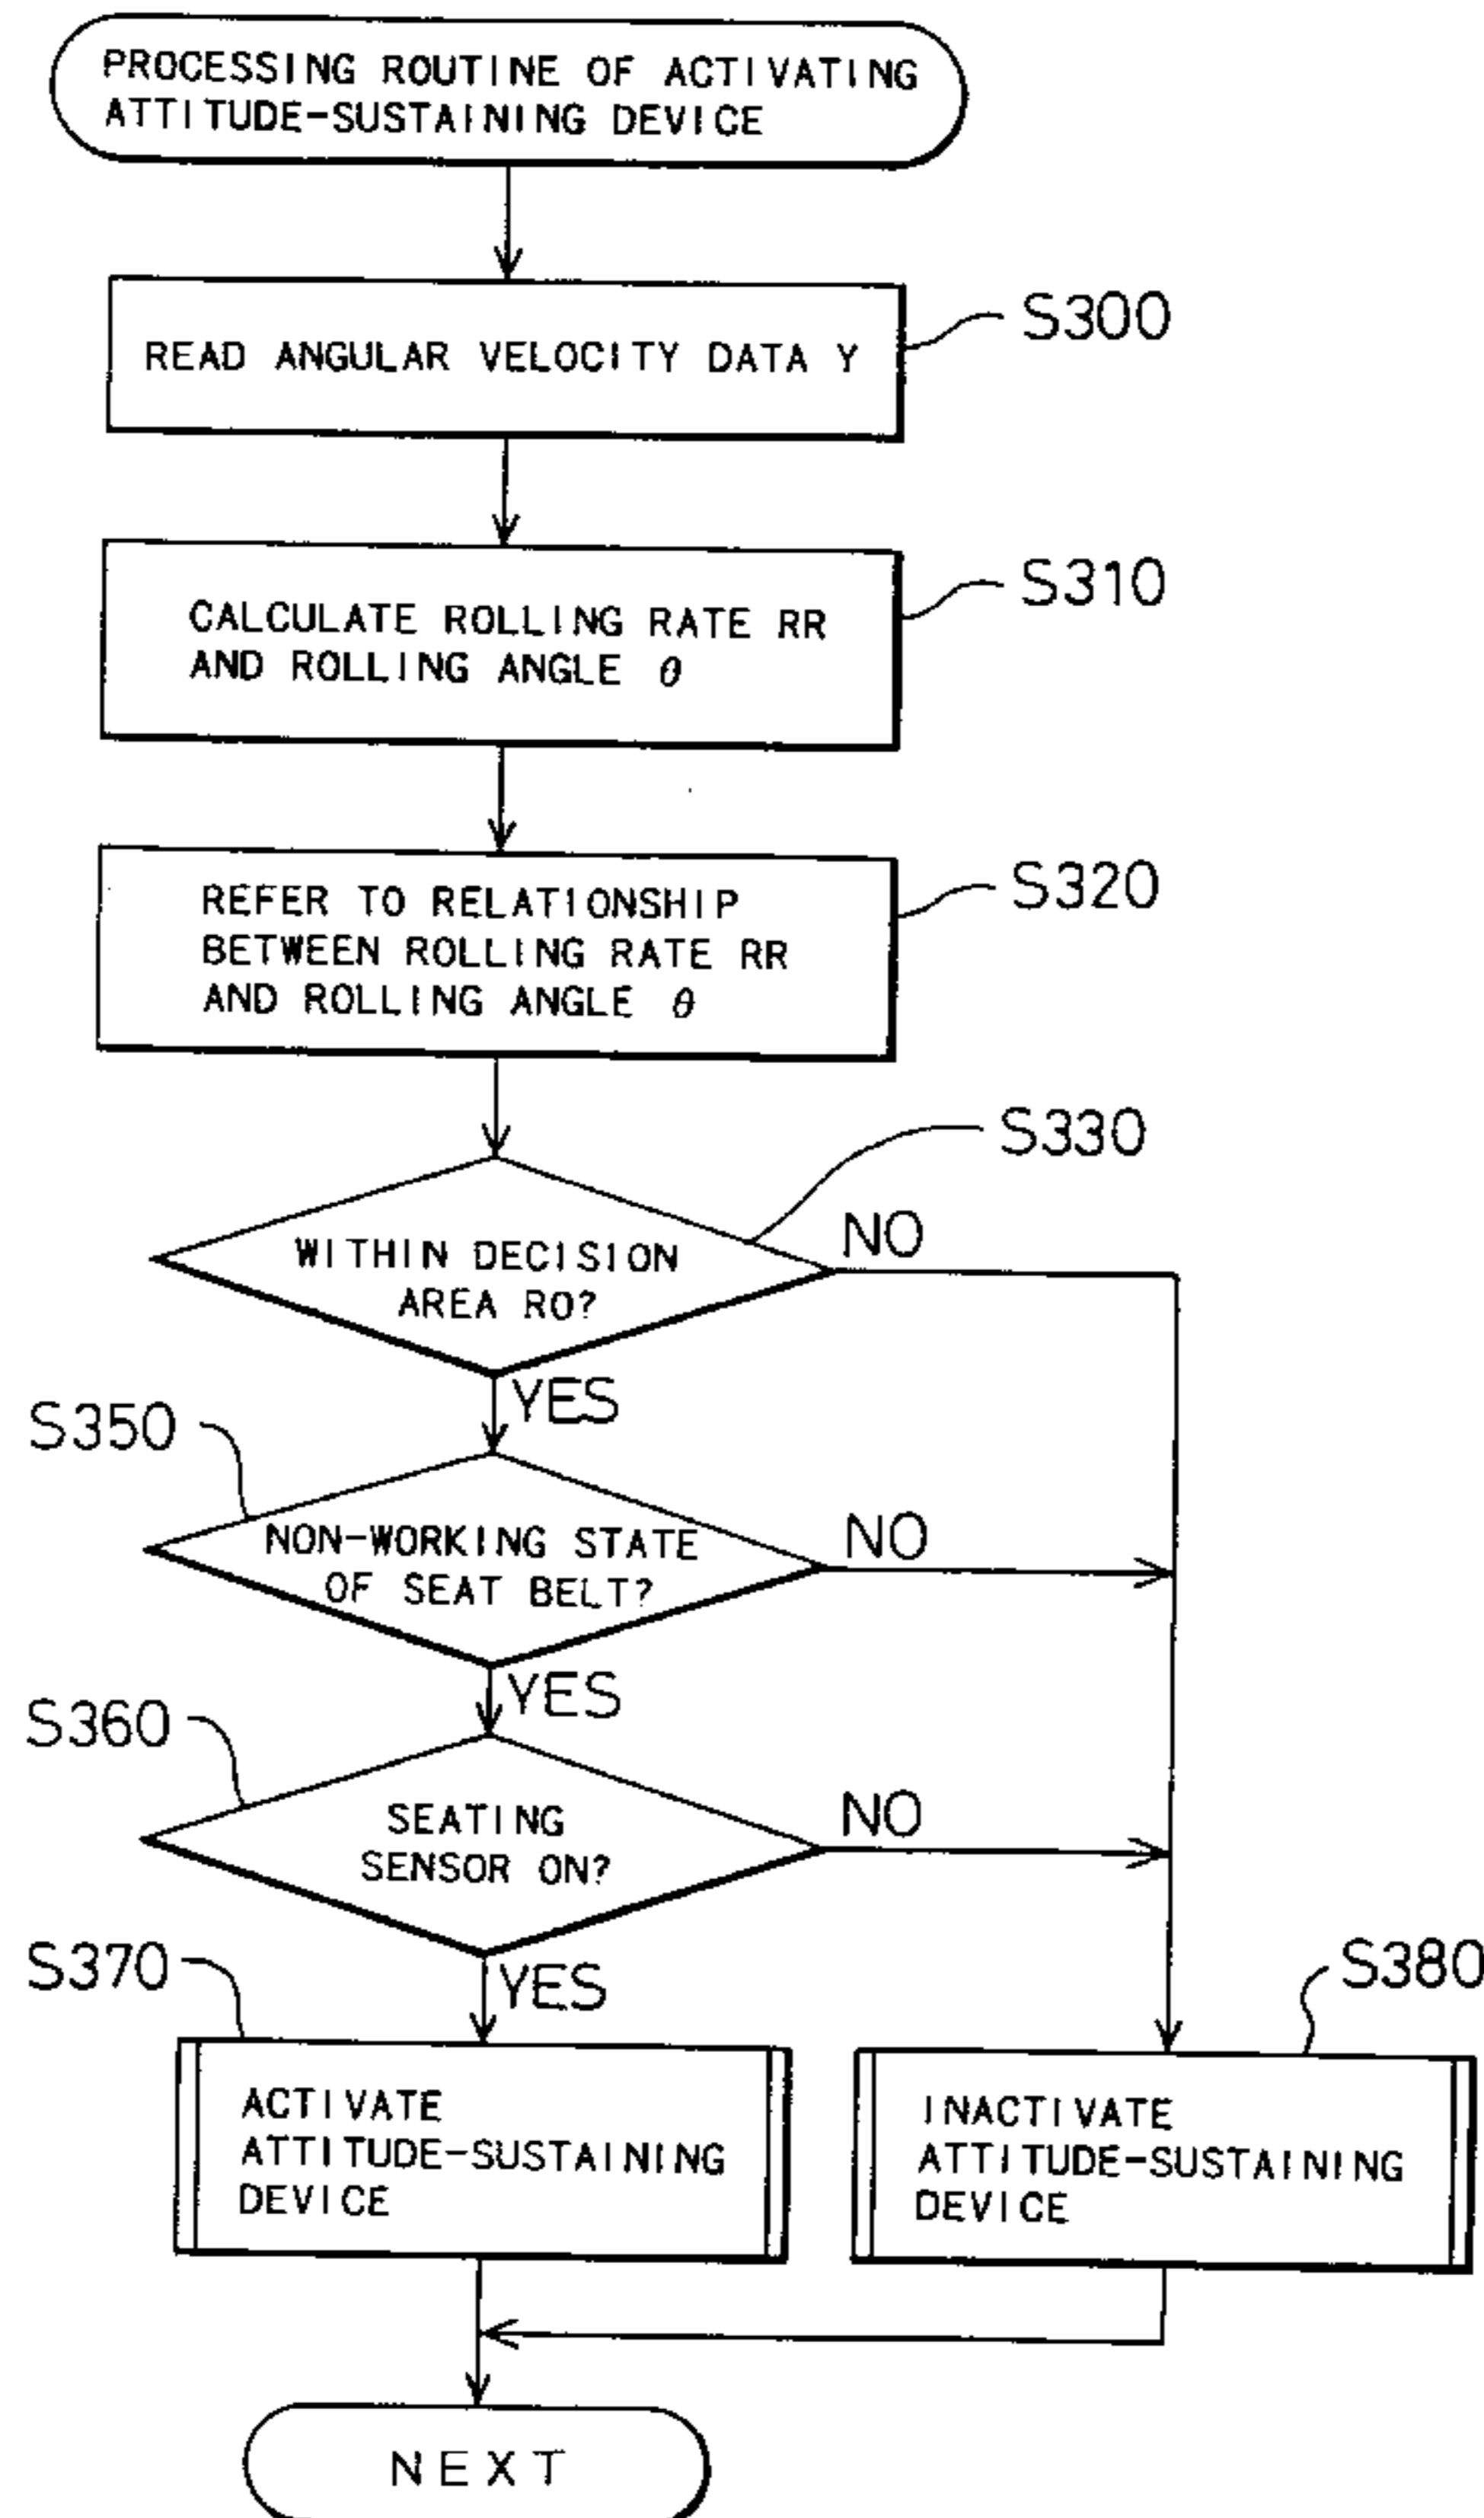 PROCESSING ROUTINE OF ACTIVATING
ATTITUDE-SUSTAINING DEVICE
READ ANGULAR VELOCITY DATA Y
S300
CALCULATE ROLLING RATE RR
AND ROLLING ANGLE θ
S310
REFER TO RELATIONSHIP
BETWEEN ROLLING RATE RR
AND ROLLING ANGLE θ
S320
S330
WITHIN DECISION
AREA RO?
NO
YES
S350
NON-WORKING STATE
OF SEAT BELT?
NO
YES
S360
SEATING
SENSOR ON?
NO
YES
S370
ACTIVATE
ATTITUDE-SUSTAINING
DEVICE
S380
INACTIVATE
ATTITUDE-SUSTAINING
DEVICE
NEXT